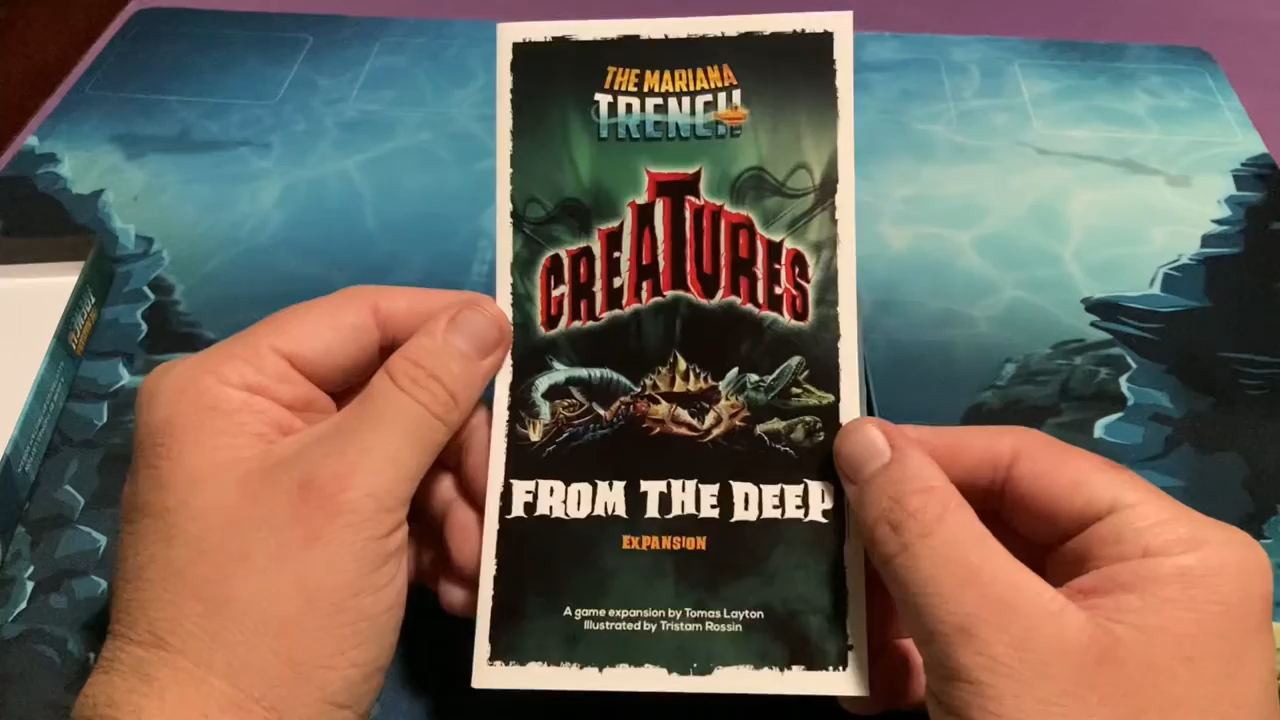 THE MARIANA
TRENCH
CREATURES
FROM THE DEEP
EXPANSION
A game expansion by Tomas Layton
Illustrated by Tristam Rossin